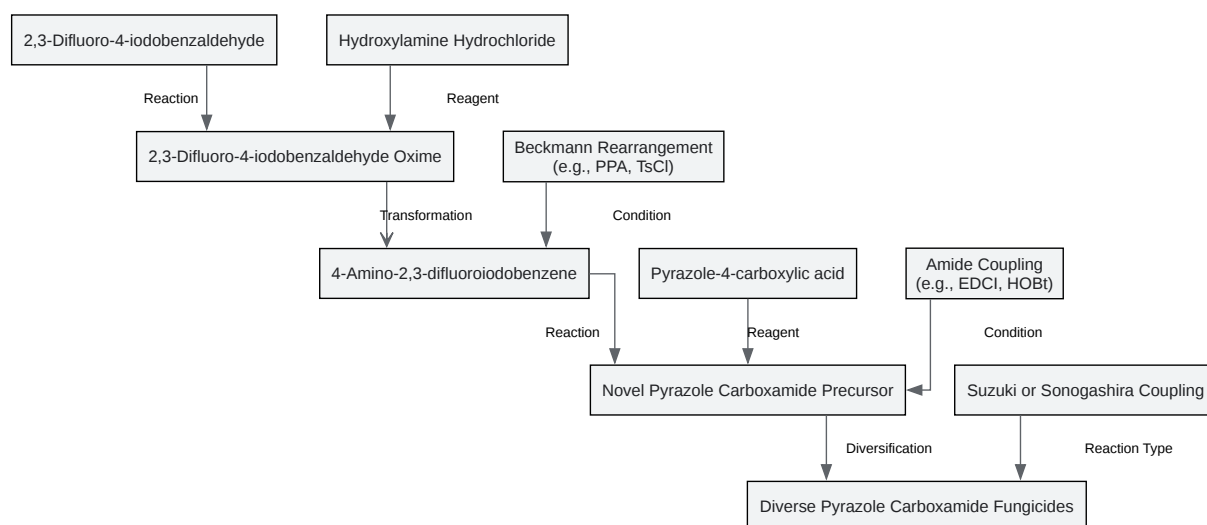 2,3-Difluoro-4-iodobenzaldehyde
Hydroxylamine Hydrochloride
Reaction
Reagent
2,3-Difluoro-4-iodobenzaldehyde Oxime
Beckmann Rearrangement
(e.g., PPA, TsCl)
Transformation
Condition
4-Amino-2,3-difluoroiodobenzene
Pyrazole-4-carboxylic acid
Amide Coupling
(e.g., EDCI, HOBt)
Reaction
Reagent
Condition
Novel Pyrazole Carboxamide Precursor
Suzuki or Sonogashira Coupling
Diversification
Reaction Type
Diverse Pyrazole Carboxamide Fungicides